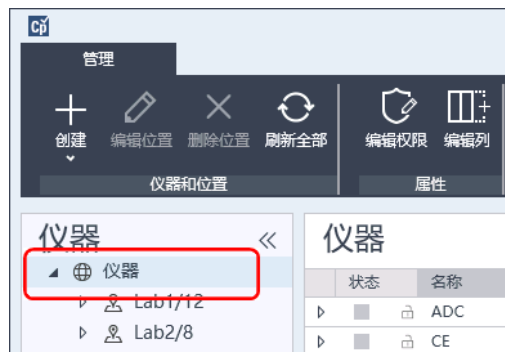 Cpi
管理
创建 编辑位置 删除位置 刷新全部 编辑权限 编辑列
仪器和位置 属性
仪器 仪器
仪器
状态 名称
Lab1/12
ADC
Lab2/8
CE